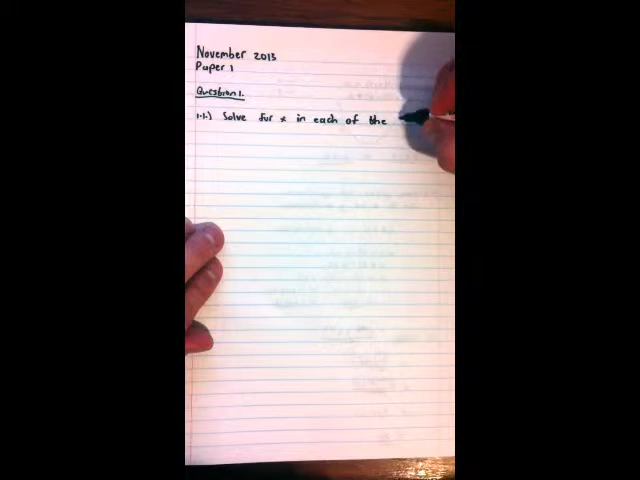 November 2013
Paper 1
Question 1.
1.1.) Solve for x in each of the